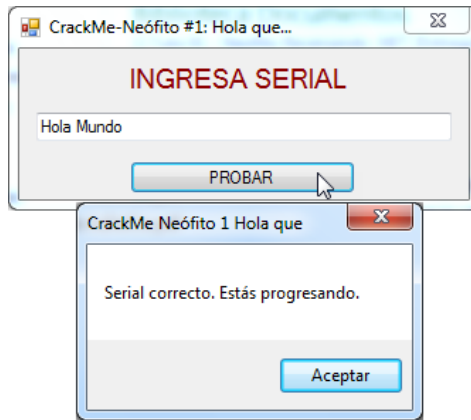 CrackMe-Neófito #1: Hola que...
INGRESA SERIAL
Hola Mundo
PROBAR
CrackMe Neófito 1 Hola que
Serial correcto. Estás progresando.
Aceptar